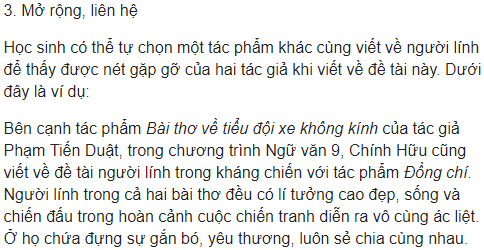 3. Mở rộng, liên hệ
Học sinh có thể tự chọn một tác phẩm khác cùng viết về người lính
để thấy được nét gặp gỡ của hai tác giả khi viết về đề tài này. Dưới
đây là ví dụ:
Bên cạnh tác phẩm Bài thơ về tiểu đội xe không kính của tác giả
Phạm Tiến Duật, trong chương trình Ngữ văn 9, Chính Hữu cũng
viết về đề tài người lính trong kháng chiến với tác phẩm Đồng chí.
Người lính trong cả hai bài thơ đều có lí tưởng cao đẹp, sống và
chiến đấu trong hoàn cảnh cuộc chiến tranh diễn ra vô cùng ác liệt.
Ở họ chứa đựng sự gắn bó, yêu thương, luôn sẻ chia cùng nhau.